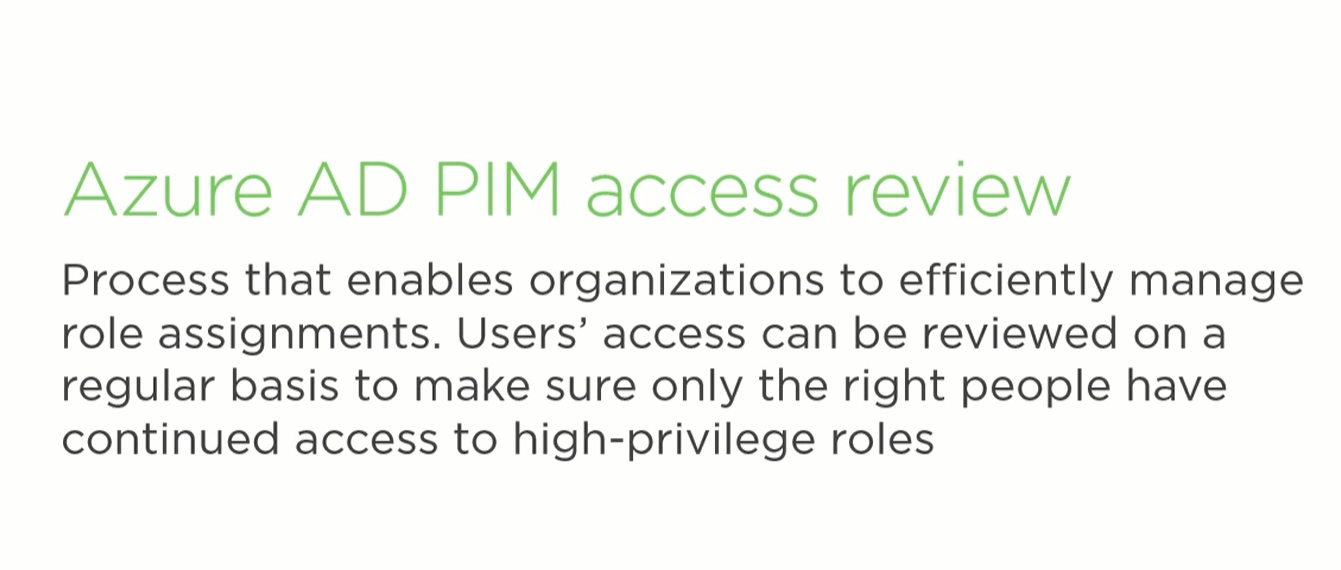 Azure AD PIM access review
Process that enables organizations to efficiently manage
role assignments. Users’ access can be reviewed on a
regular basis to make sure only the right people have
continued access to high-privilege roles